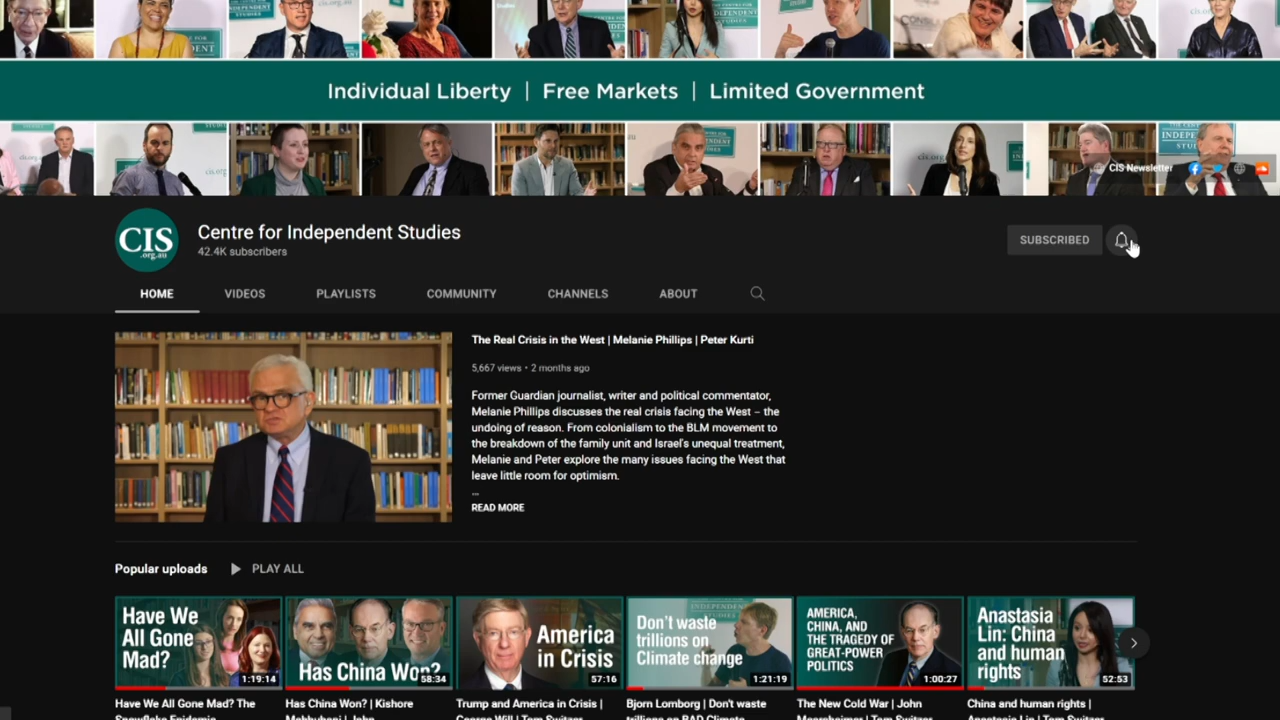 Individual Liberty | Free Markets | Limited Government
CIS Newsletter
CIS
.org.au
Centre for Independent Studies
42.4K subscribers
SUBSCRIBED
HOME
VIDEOS
PLAYLISTS
COMMUNITY
CHANNELS
ABOUT
The Real Crisis in the West | Melanie Phillips | Peter Kurti
5,667 views • 2 months ago
Former Guardian journalist, writer and political commentator,
Melanie Phillips discusses the real crisis facing the West – the
undoing of reason. From colonialism to the BLM movement to
the breakdown of the family unit and Israel's unequal treatment,
Melanie and Peter explore the many issues facing the West that
leave little room for optimism.
...
READ MORE
Popular uploads
PLAY ALL
Have We
All Gone
Mad?
1:19:14
Has China Won?
58:34
America
in Crisis
57:16
Don't waste
trillions on
Climate change
1:21:19
AMERICA,
CHINA, AND
THE TRAGEDY OF
GREAT-POWER
POLITICS
1:00:27
Anastasia
Lin: China
and human
rights
52:53
Have We All Gone Mad? The
Has China Won? | Kishore
Trump and America in Crisis |
Bjorn Lomborg | Don't waste
The New Cold War | John
China and human rights |